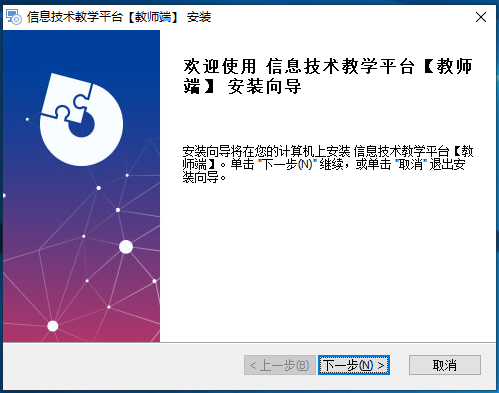 信息技术教学平台【教师端】 安装
欢迎使用 信息技术教学平台【教师
端】 安装向导
安装向导将在您的计算机上安装 信息技术教学平台【教
师端】。单击 "下一步(N)" 继续，或单击 "取消" 退出安
装向导。
< 上一步(B)
下一步(N) >
取消